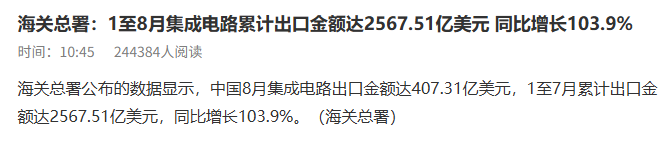 海关总署：1至8月集成电路累计出口金额达2567.51亿美元 同比增长103.9%
时间：10:45 244384人阅读
海关总署公布的数据显示，中国8月集成电路出口金额达407.31亿美元，1至7月累计出口金
额达2567.51亿美元，同比增长103.9%。（海关总署）